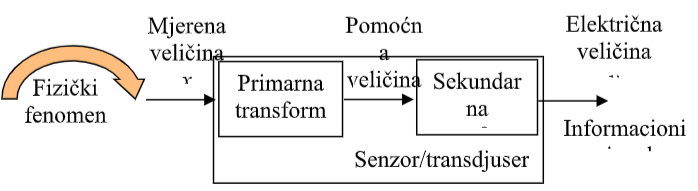 Fizički
fenomen
Mjerena
veličina
Primarna
transform
Pomoćn
a
veličina
Sekundar
na
Senzor/transdjuser
Električna
veličina
Informacioni